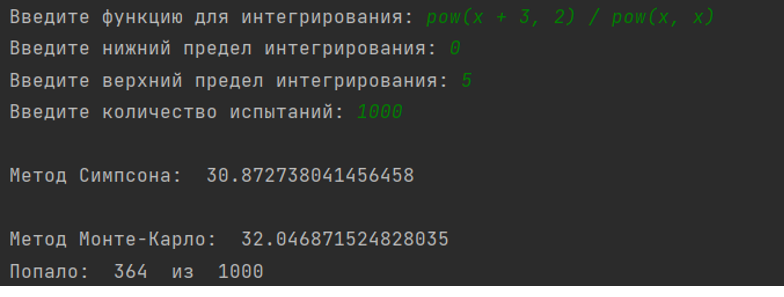 Введите функцию для интегрирования: pow(x + 3, 2) / pow(x, x)
Введите нижний предел интегрирования: 0
Введите верхний предел интегрирования: 5
Введите количество испытаний: 1000
Метод Симпсона:  30.872738041456458
Метод Монте-Карло:  32.046871524828035
Попало:  364  из  1000